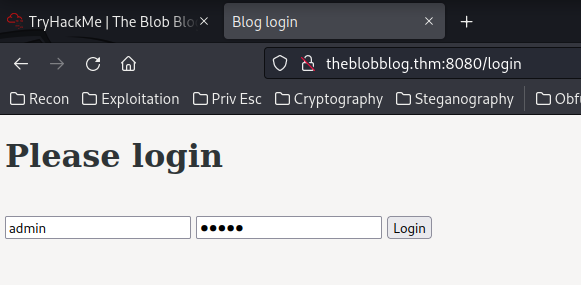 TryHackMe | The Blob Blo
Blog login
theblobblog.thm:8080/login
Recon Exploitation Priv Esc Cryptography Steganography Obf
Please login
admin ●●●●● Login